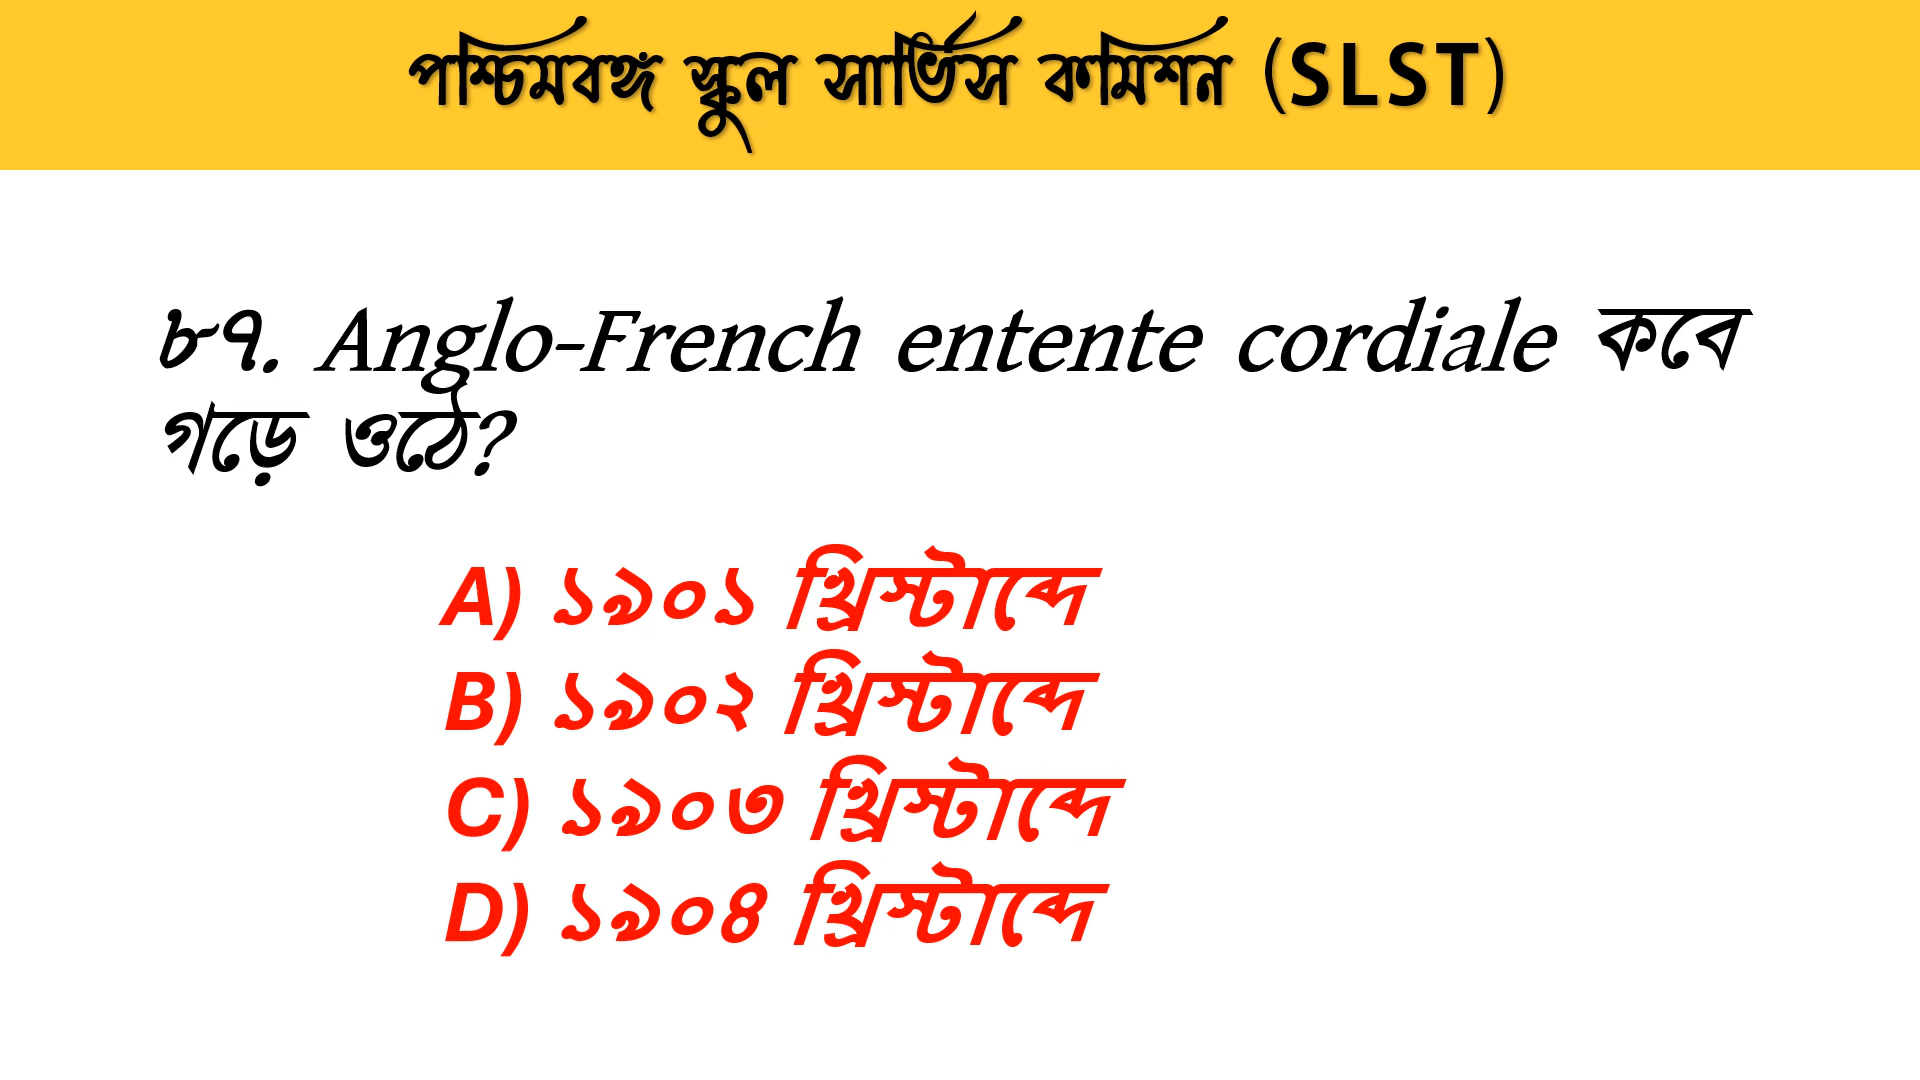 পশ্চিমবঙ্গ স্কুল সার্ভিস কমিশন (SLST)
৮৭. Anglo-French entente cordiale কবে
গড়ে ওঠে?
A) ১৯০১ খ্রিস্টাব্দে
B) ১৯০২ খ্রিস্টাব্দে
C) ১৯০৩ খ্রিস্টাব্দে
D) ১৯০৪ খ্রিস্টাব্দে